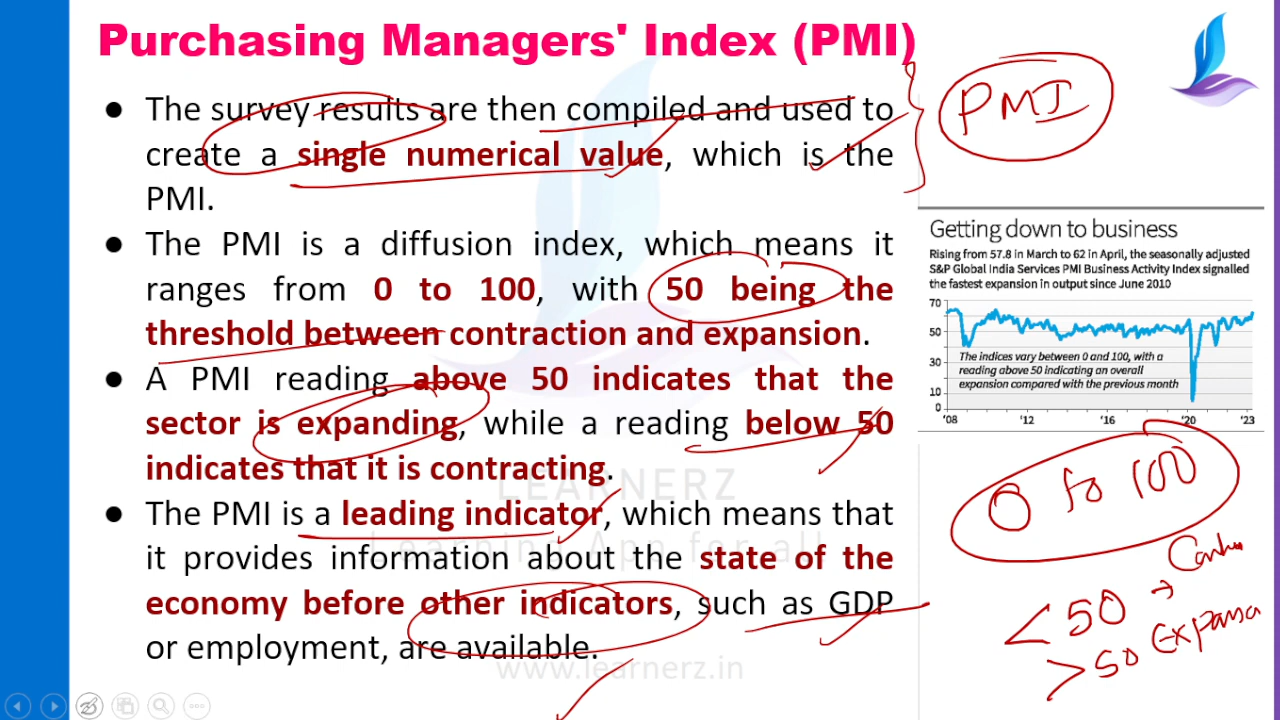 Purchasing Managers' Index (PMI)
● The survey results are then compiled and used to
create a single numerical value, which is the
PMI.
● The PMI is a diffusion index, which means it
ranges from 0 to 100, with 50 being the
threshold between contraction and expansion.
● A PMI reading above 50 indicates that the
sector is expanding, while a reading below 50
indicates that it is contracting.
● The PMI is a leading indicator, which means that
it provides information about the state of the
economy before other indicators, such as GDP
or employment, are available.
LEARNERZ
Learning App for all
www.learnerz.in
PMI
Getting down to business
Rising from 57.8 in March to 62 in April, the seasonally adjusted
S&P Global India Services PMI Business Activity Index signalled
the fastest expansion in output since June 2010
70
50
30
10
0
The indices vary between 0 and 100, with a
reading above 50 indicating an overall
expansion compared with the previous month
'08 '12 '16 '20 '23
0 to 100
<50 →
>50